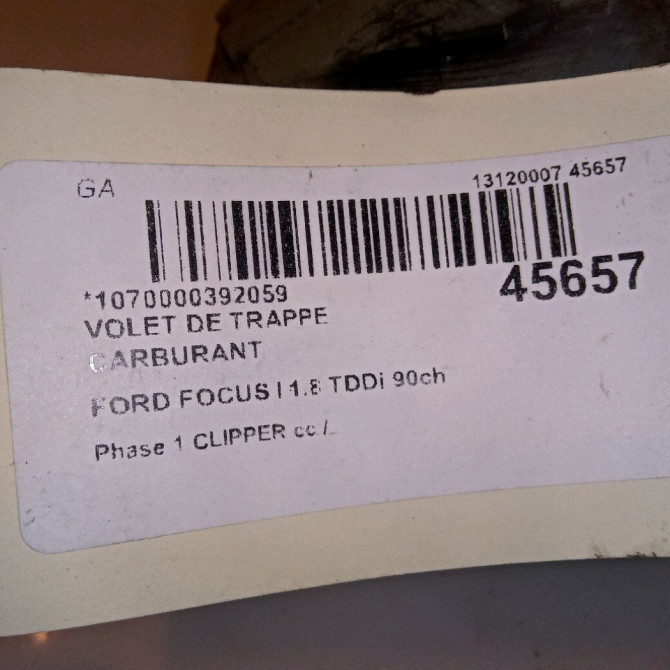 GA
13120007 45657
*1070000392059
45657
VOLET DE TRAPPE
CARBURANT
FORD FOCUS I 1.8 TDDi 90ch
Phase 1 CLIPPER cc /